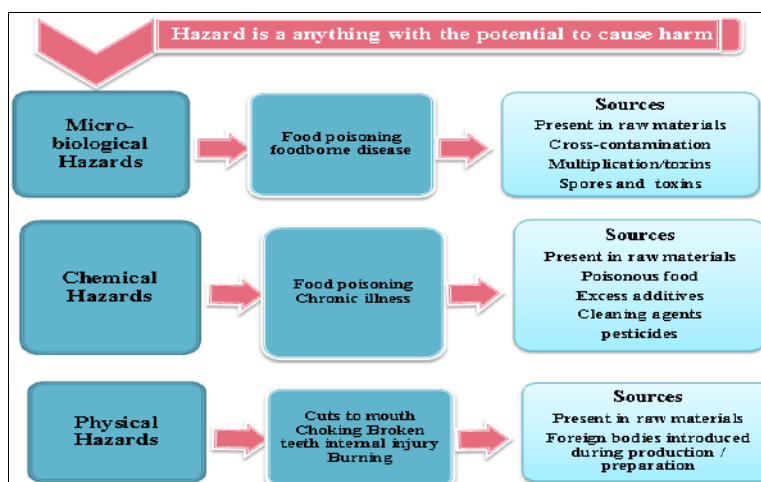 Hazard is a anything with the potential to cause harm
Micro-
biological
Hazards
Food poisoning
foodborne disease
Sources
Present in raw materials
Cross-contamination
Multiplication/toxins
Spores and toxins
Chemical
Hazards
Food poisoning
Chronic illness
Sources
Present in raw materials
Poisonous food
Excess additives
Cleaning agents
pesticides
Physical
Hazards
Cuts to mouth
Choking Broken
teeth internal injury
Burning
Sources
Present in raw materials
Foreign bodies introduced
during production /
preparation